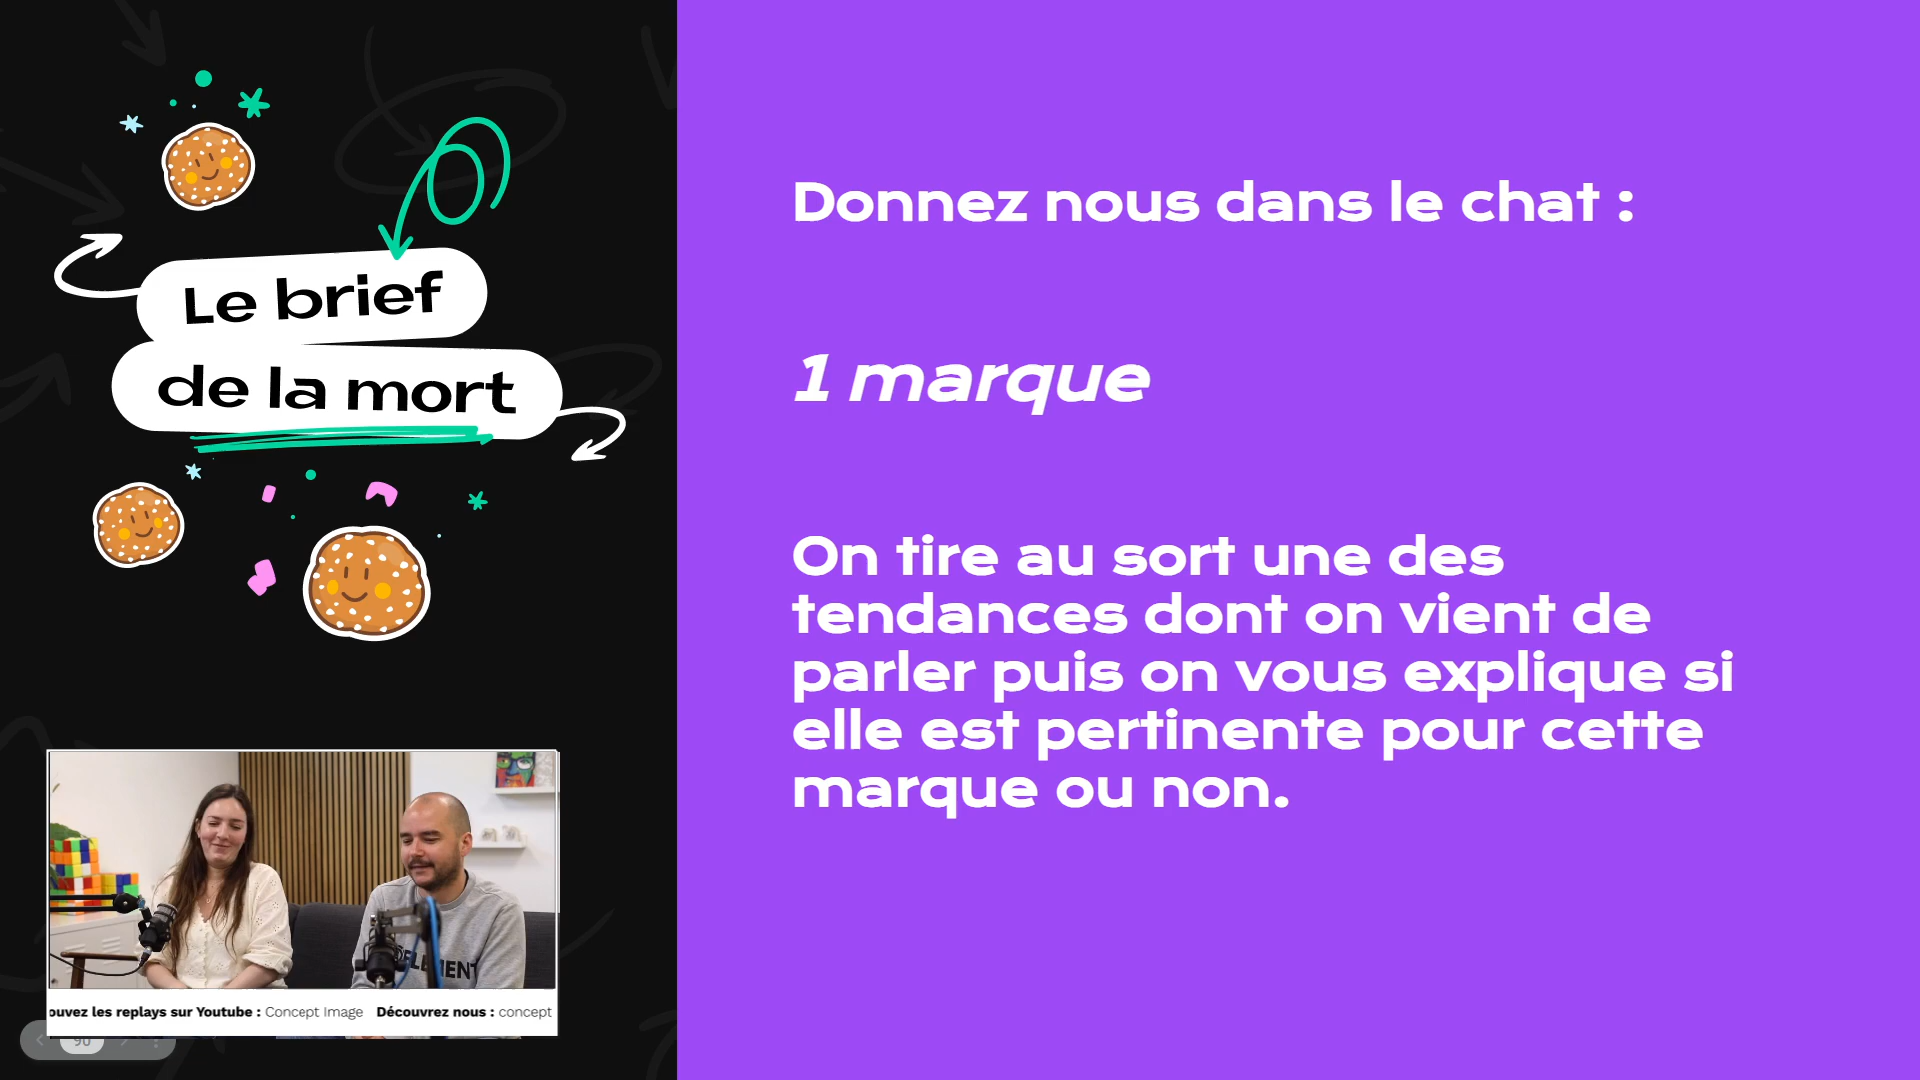 Le brief
de la mort
Donnez nous dans le chat :
1 marque
On tire au sort une des
tendances dont on vient de
parler puis on vous explique si
elle est pertinente pour cette
marque ou non.
ELEMENT
ouvez les replays sur Youtube : Concept Image Découvrez nous : concept
90